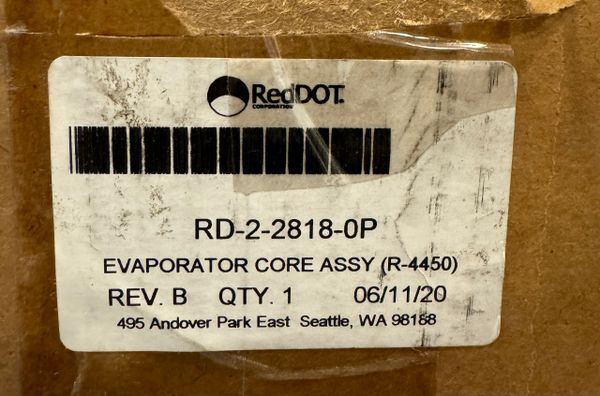 RedDOT
CORPORATION
RD-2-2818-0P
EVAPORATOR CORE ASSY (R-4450)
REV. B QTY. 1 06/11/20
495 Andover Park East Seattle, WA 98188